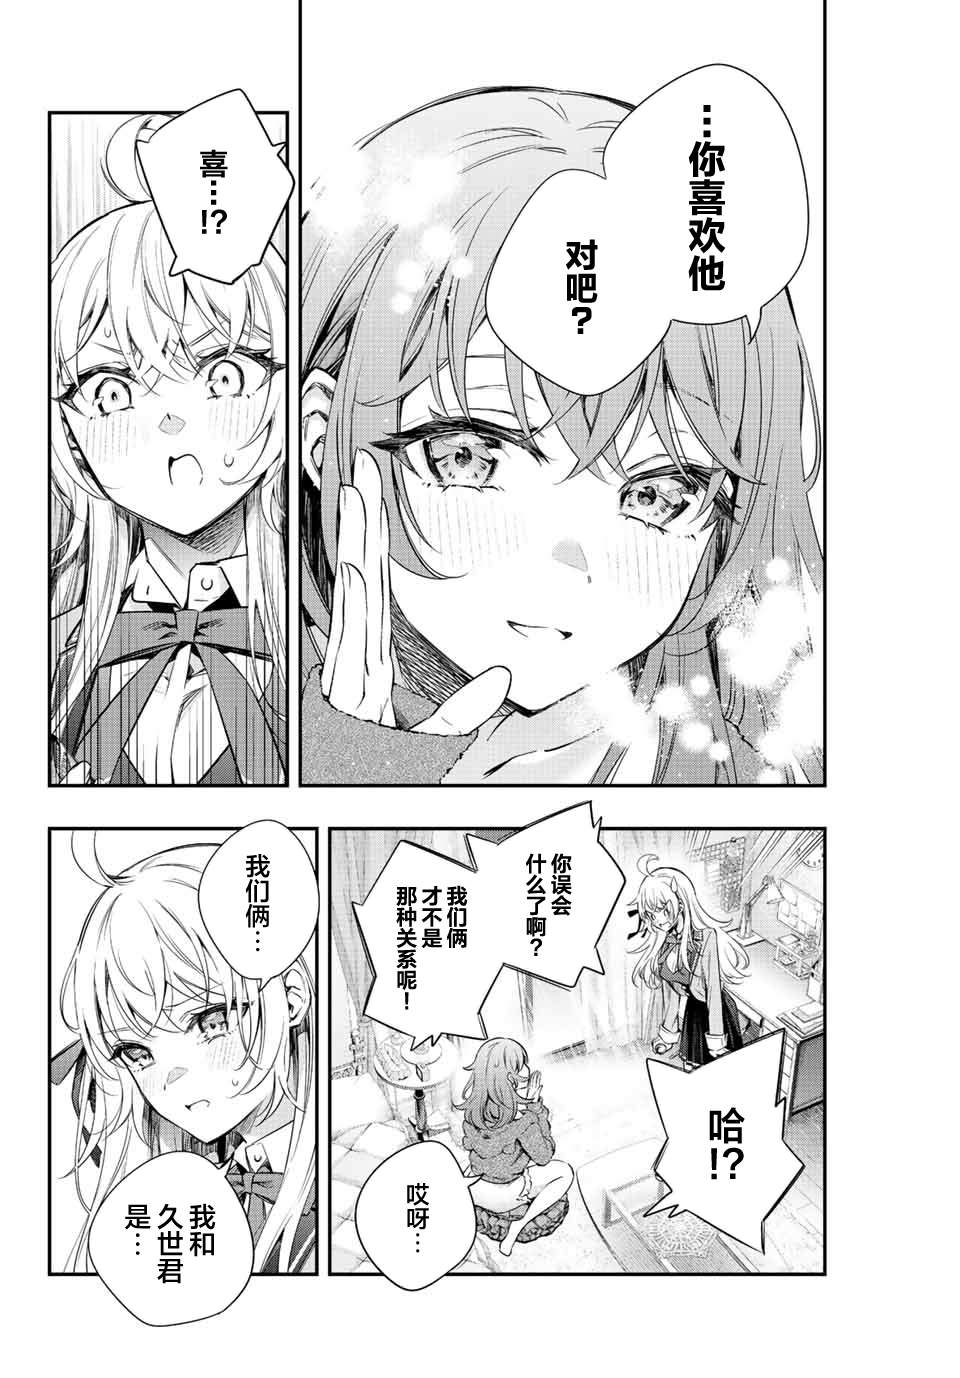 …你喜欢他
对吧？
喜…
!?
哈
!?
你误会
什么了啊？
我们俩
才不是
那种关系呢！
哎
呀…
我们俩…
我和
久世君
是…